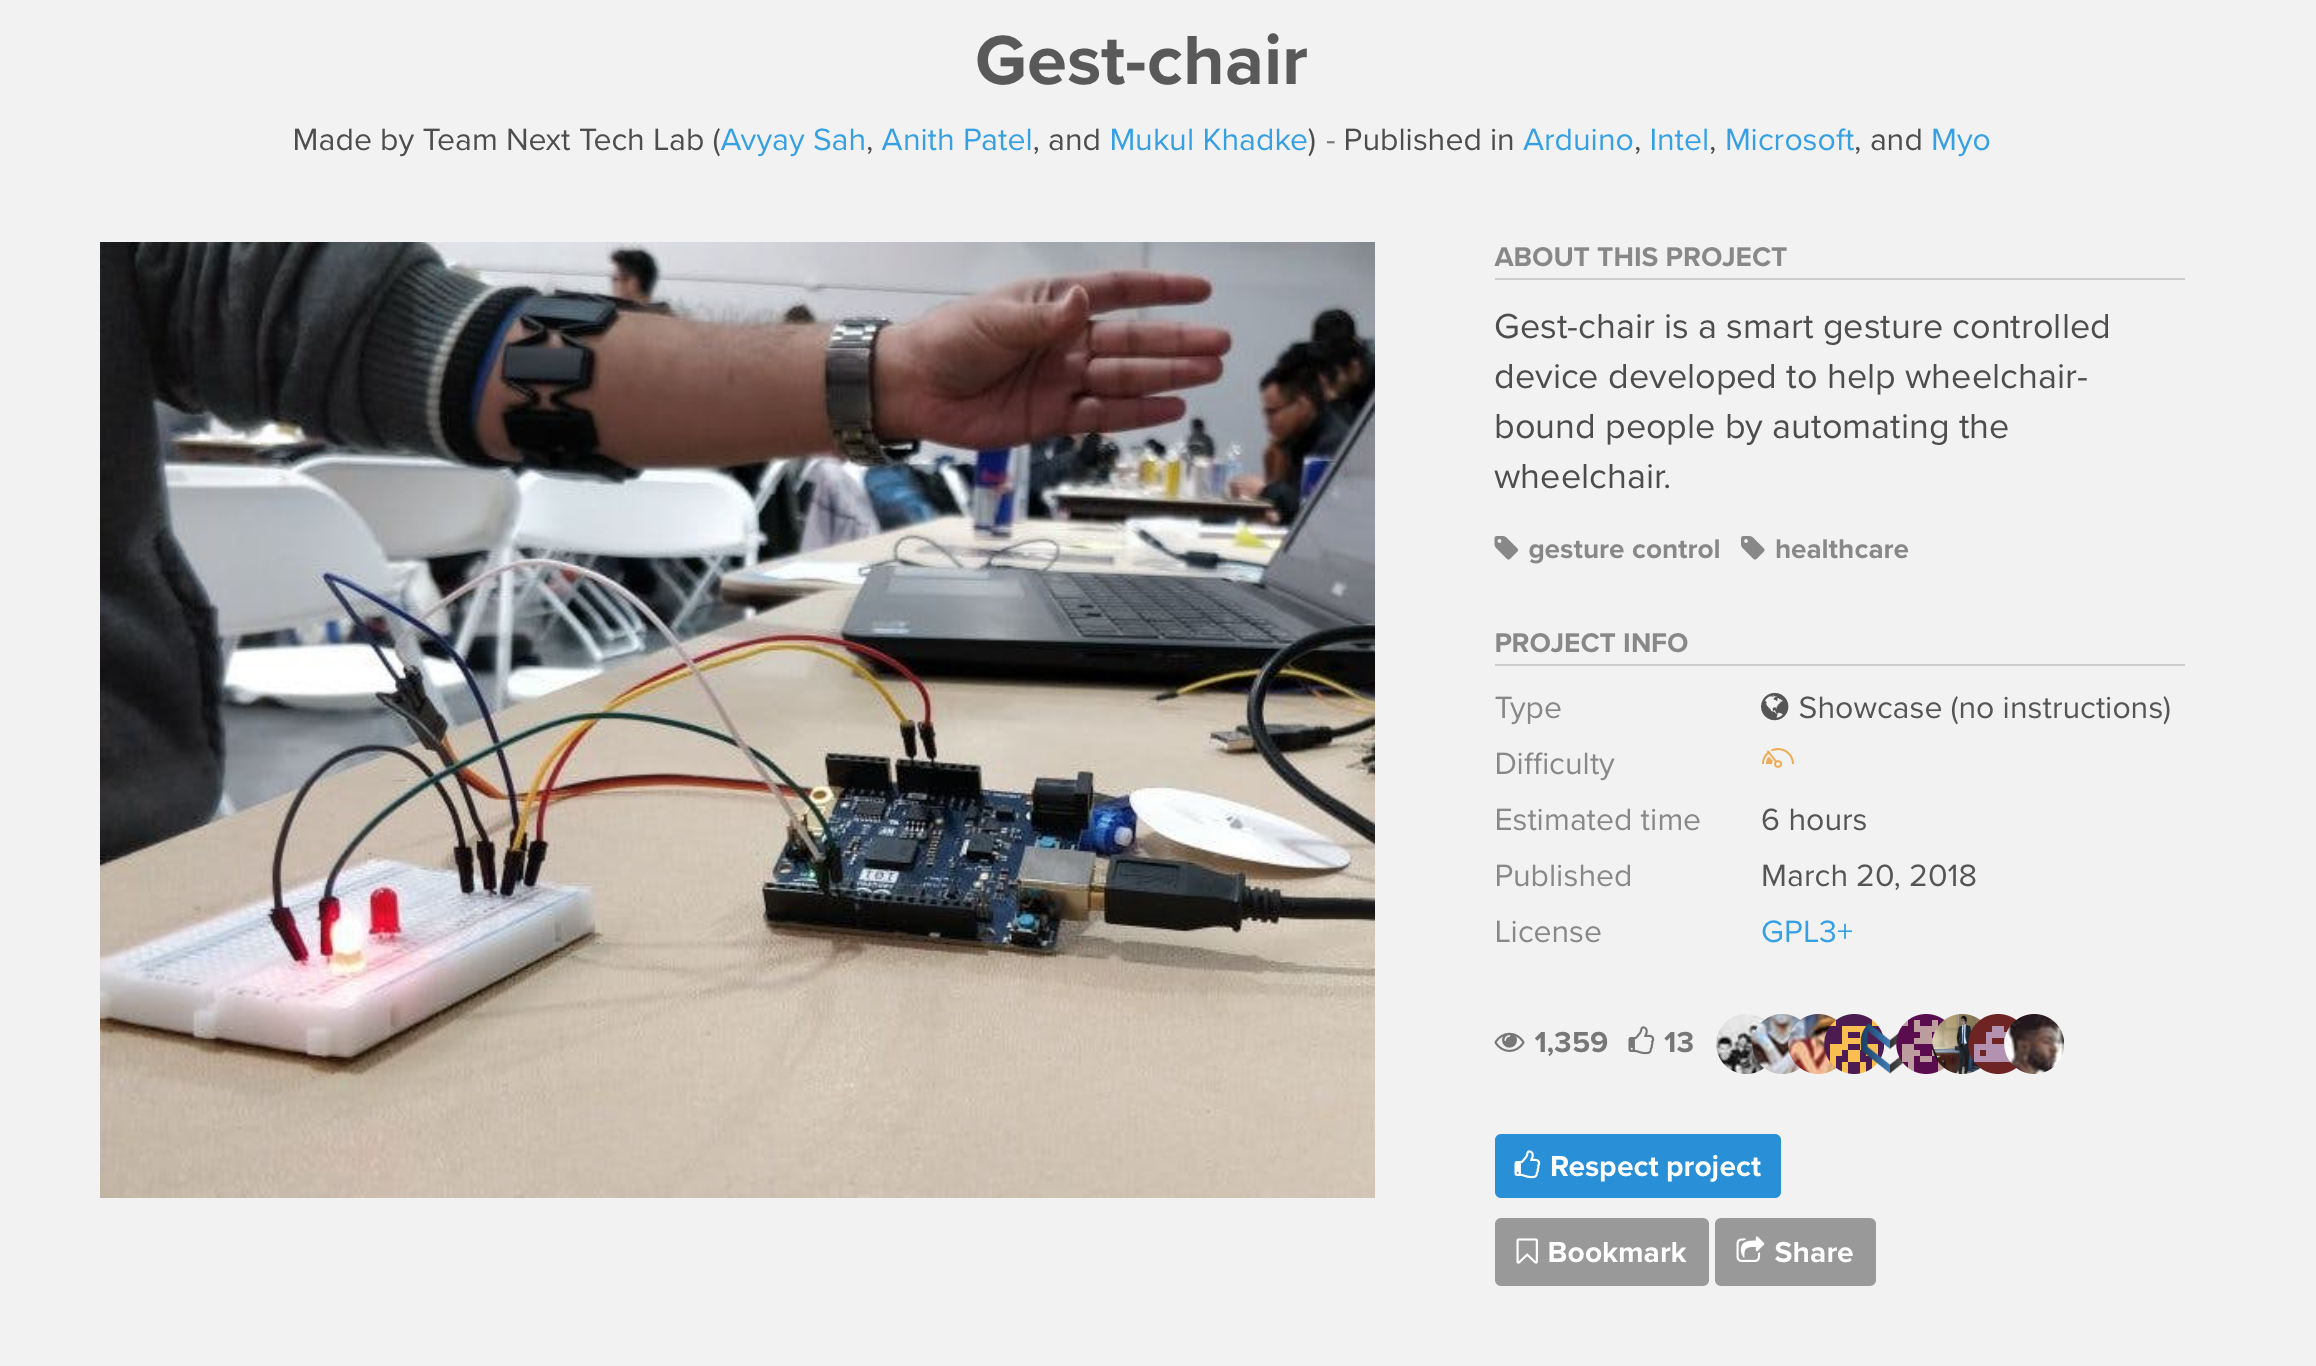 Gest-chair
Made by Team Next Tech Lab (Avyay Sah, Anith Patel, and Mukul Khadke) - Published in Arduino, Intel, Microsoft, and Myo
ABOUT THIS PROJECT
Gest-chair is a smart gesture controlled
device developed to help wheelchair-
bound people by automating the
wheelchair.
gesture control healthcare
PROJECT INFO
Type Showcase (no instructions)
Difficulty
Estimated time 6 hours
Published March 20, 2018
License GPL3+
1,359 13
Respect project
Bookmark Share